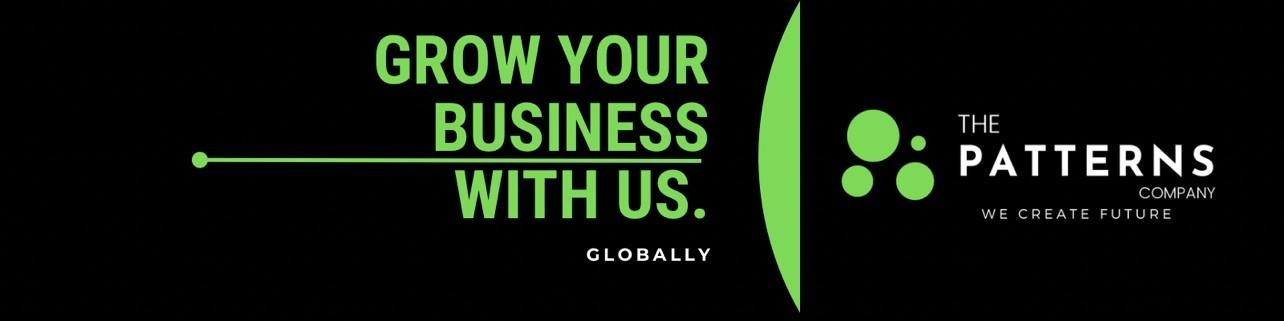 GROW YOUR
BUSINESS
WITH US.
GLOBALLY
THE
PATTERNS
COMPANY
WE CREATE FUTURE